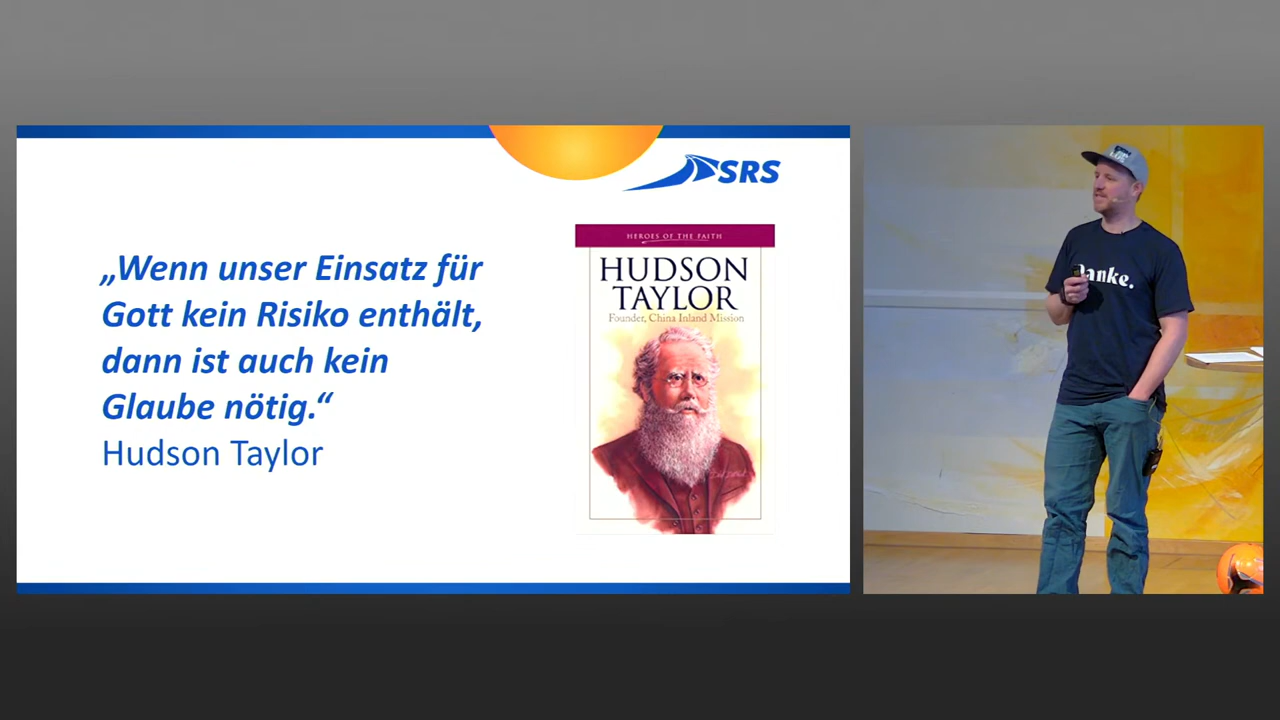 SRS
„Wenn unser Einsatz für
Gott kein Risiko enthält,
dann ist auch kein
Glaube nötig.“
Hudson Taylor
HEROES OF THE FAITH
HUDSON
TAYLOR
Founder, China Inland Mission
Danke.